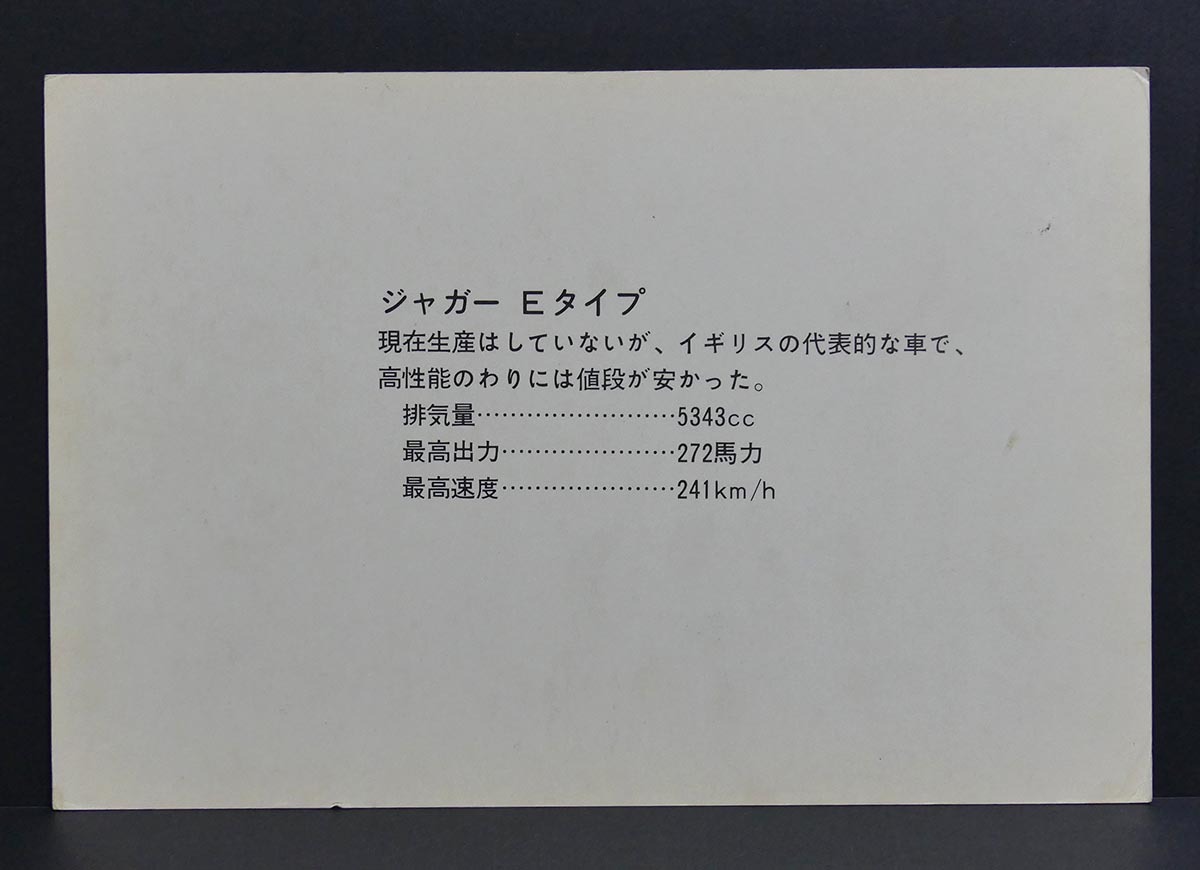 ジャガー Eタイプ
現在生産はしていないが、イギリスの代表的な車で、
高性能のわりには値段が安かった。
排気量……………………5343cc
最高出力…………………272馬力
最高速度…………………241km/h